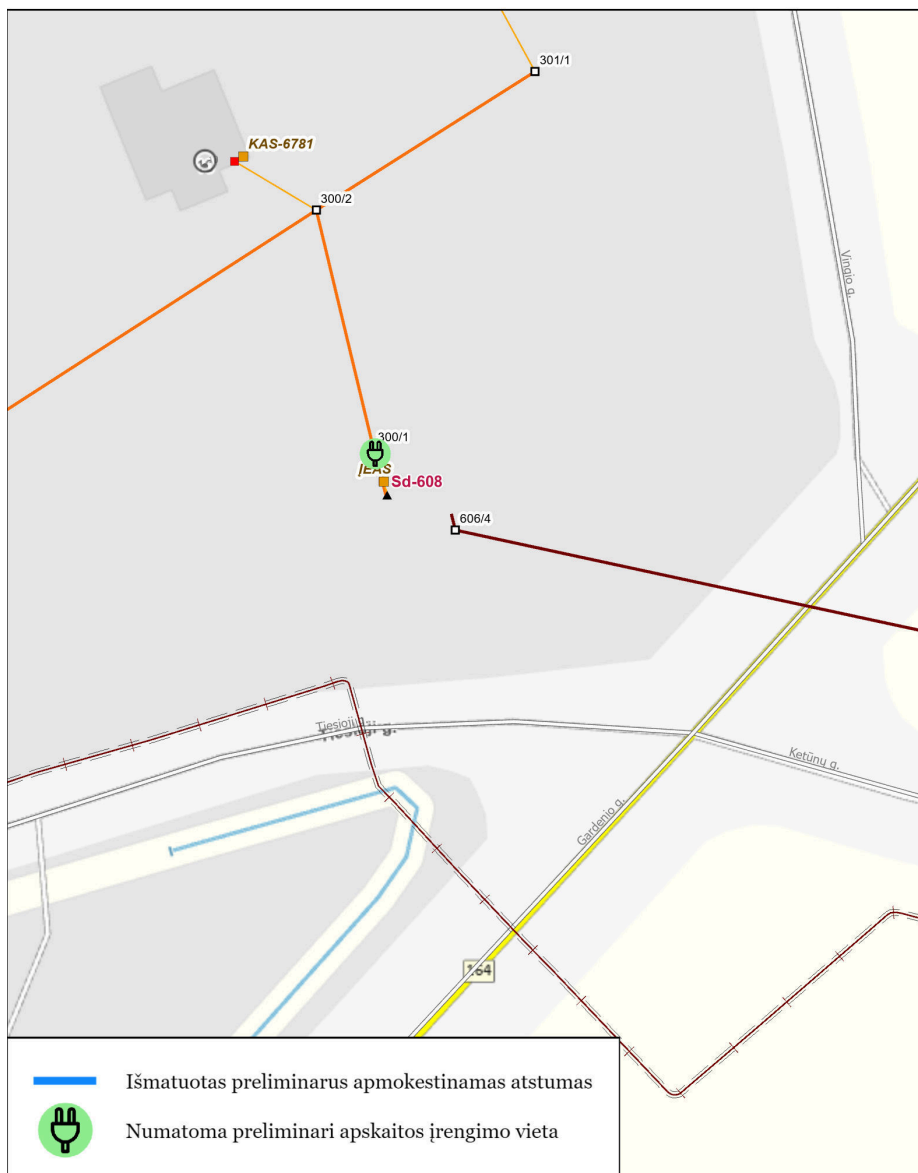 301/1
KAS-6781
300/2
Vingio g.
300/1
ĮEAS
Sd-608
606/4
Tiesioji g.
Tiesioji g.
Ketūnų g.
Gardenio g.
164
Išmatuotas preliminarus apmokestinamas atstumas
Numatoma preliminari apskaitos įrengimo vieta